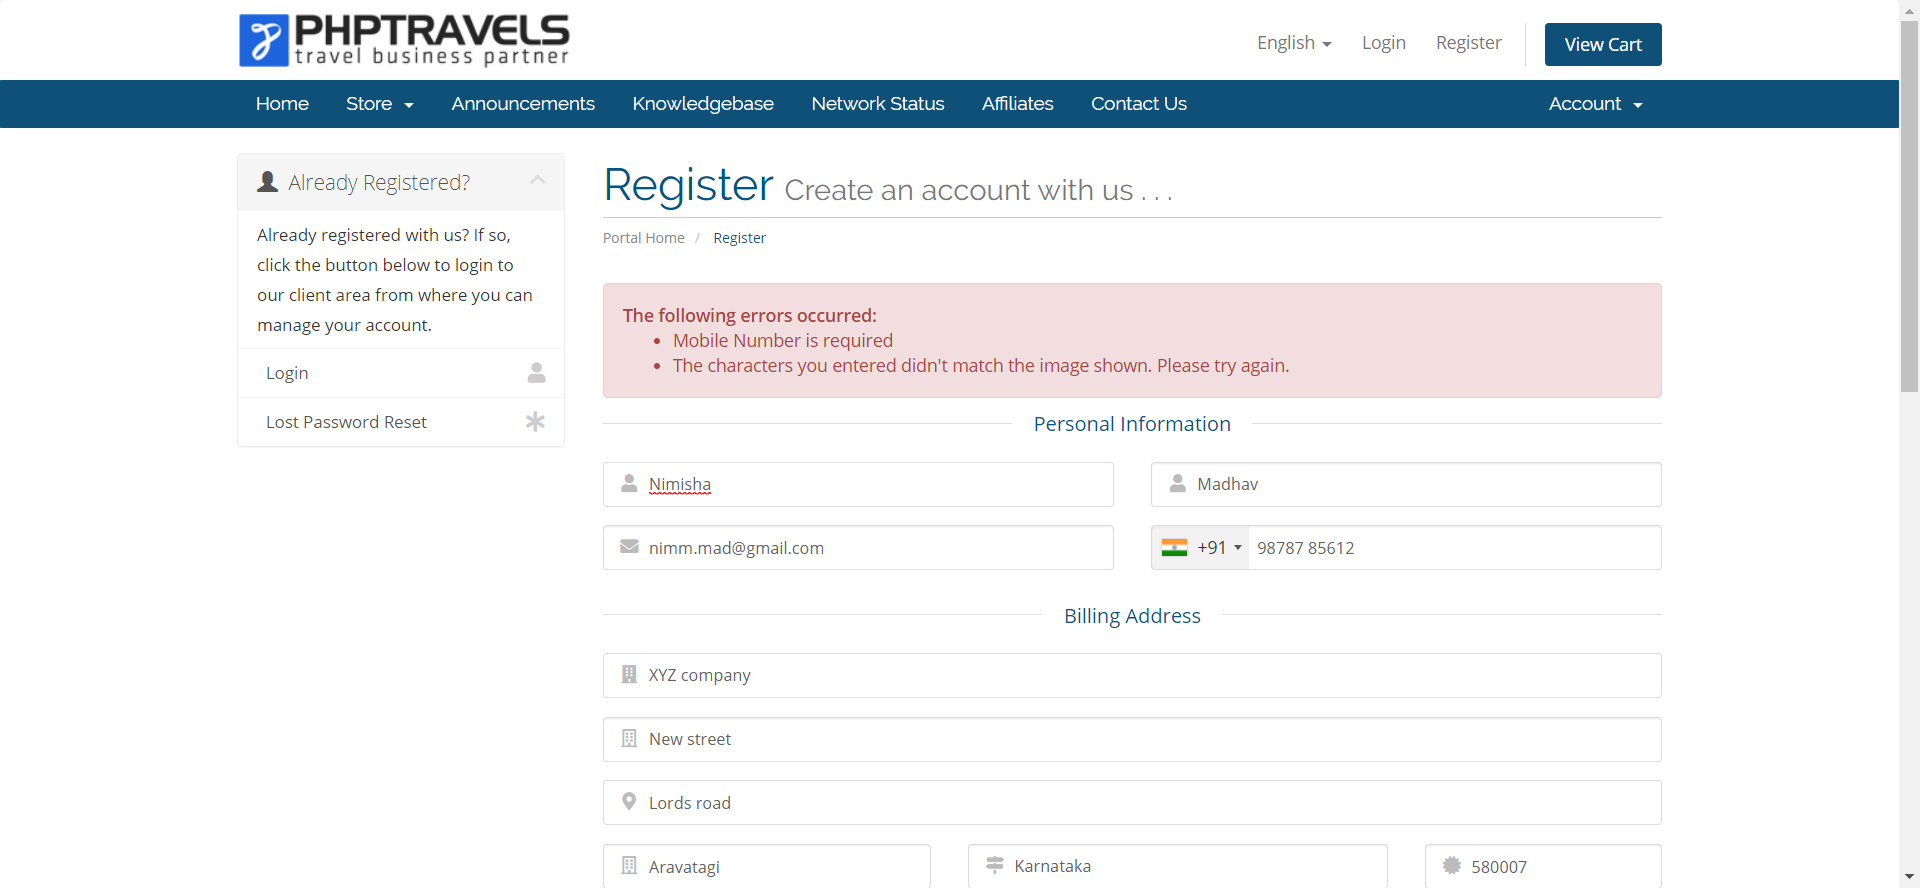 PHPTRAVELS
travel business partner
English
Login
Register
View Cart
Home
Store
Announcements
Knowledgebase
Network Status
Affiliates
Contact Us
Account
Already Registered?
Already registered with us? If so,
click the button below to login to
our client area from where you can
manage your account.
Login
Lost Password Reset
Register Create an account with us . . .
Portal Home / Register
The following errors occurred:
• Mobile Number is required
• The characters you entered didn't match the image shown. Please try again.
Personal Information
Nimisha
Madhav
nimm.mad@gmail.com
+91 98787 85612
Billing Address
XYZ company
New street
Lords road
Aravatagi
Karnataka
580007